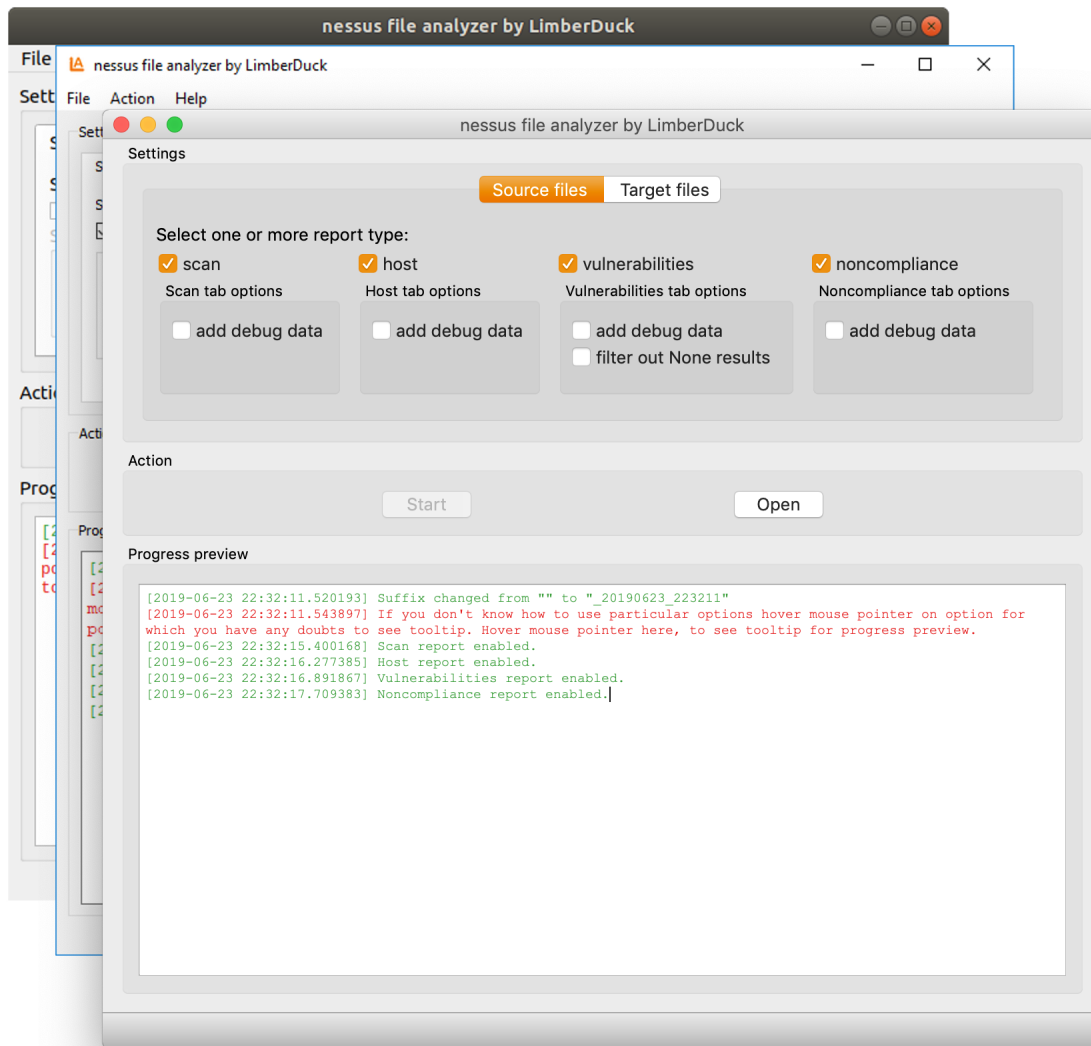 nessus file analyzer by LimberDuck
File
nessus file analyzer by LimberDuck
File Action Help
nessus file analyzer by LimberDuck
Settings
Source files Target files
Select one or more report type:
scan host vulnerabilities noncompliance
Scan tab options Host tab options Vulnerabilities tab options Noncompliance tab options
add debug data add debug data add debug data add debug data
filter out None results
Action
Start Open
Progress preview
[2019-06-23 22:32:11.520193] Suffix changed from "" to "_20190623_223211"
[2019-06-23 22:32:11.543897] If you don't know how to use particular options hover mouse pointer on option for
which you have any doubts to see tooltip. Hover mouse pointer here, to see tooltip for progress preview.
[2019-06-23 22:32:15.400168] Scan report enabled.
[2019-06-23 22:32:16.277385] Host report enabled.
[2019-06-23 22:32:16.891867] Vulnerabilities report enabled.
[2019-06-23 22:32:17.709383] Noncompliance report enabled.